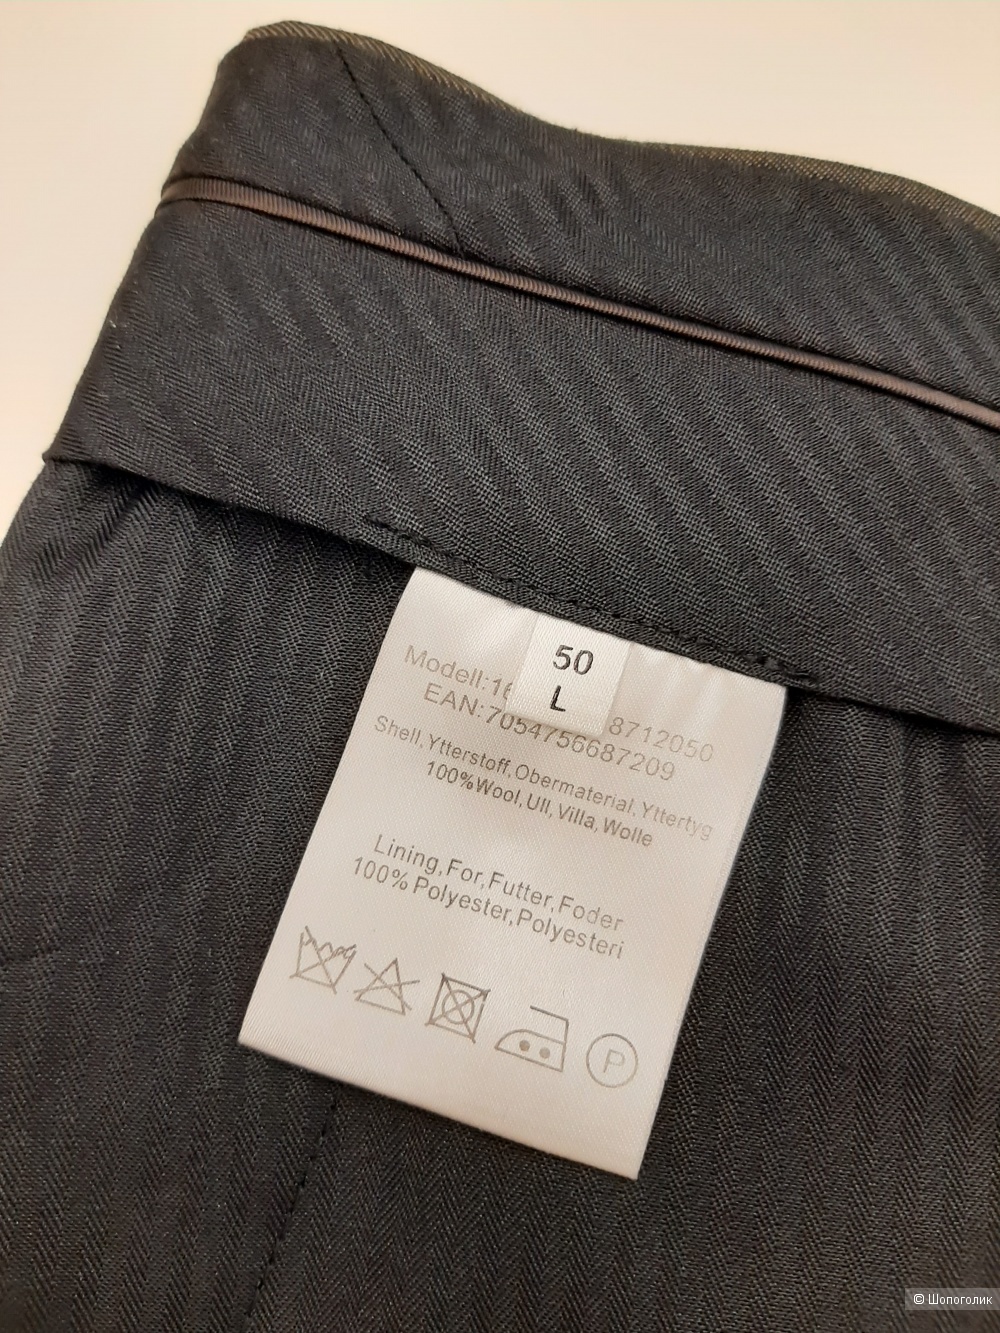 50
L
Modell:16 8712050
EAN:7054756687209
Shell,Ytterstoff,Obermaterial,Yttertyg
100%Wool,Ull,Villa,Wolle
Lining,For,Futter,Foder
100% Polyester,Polyesteri
P
© Шопоголик